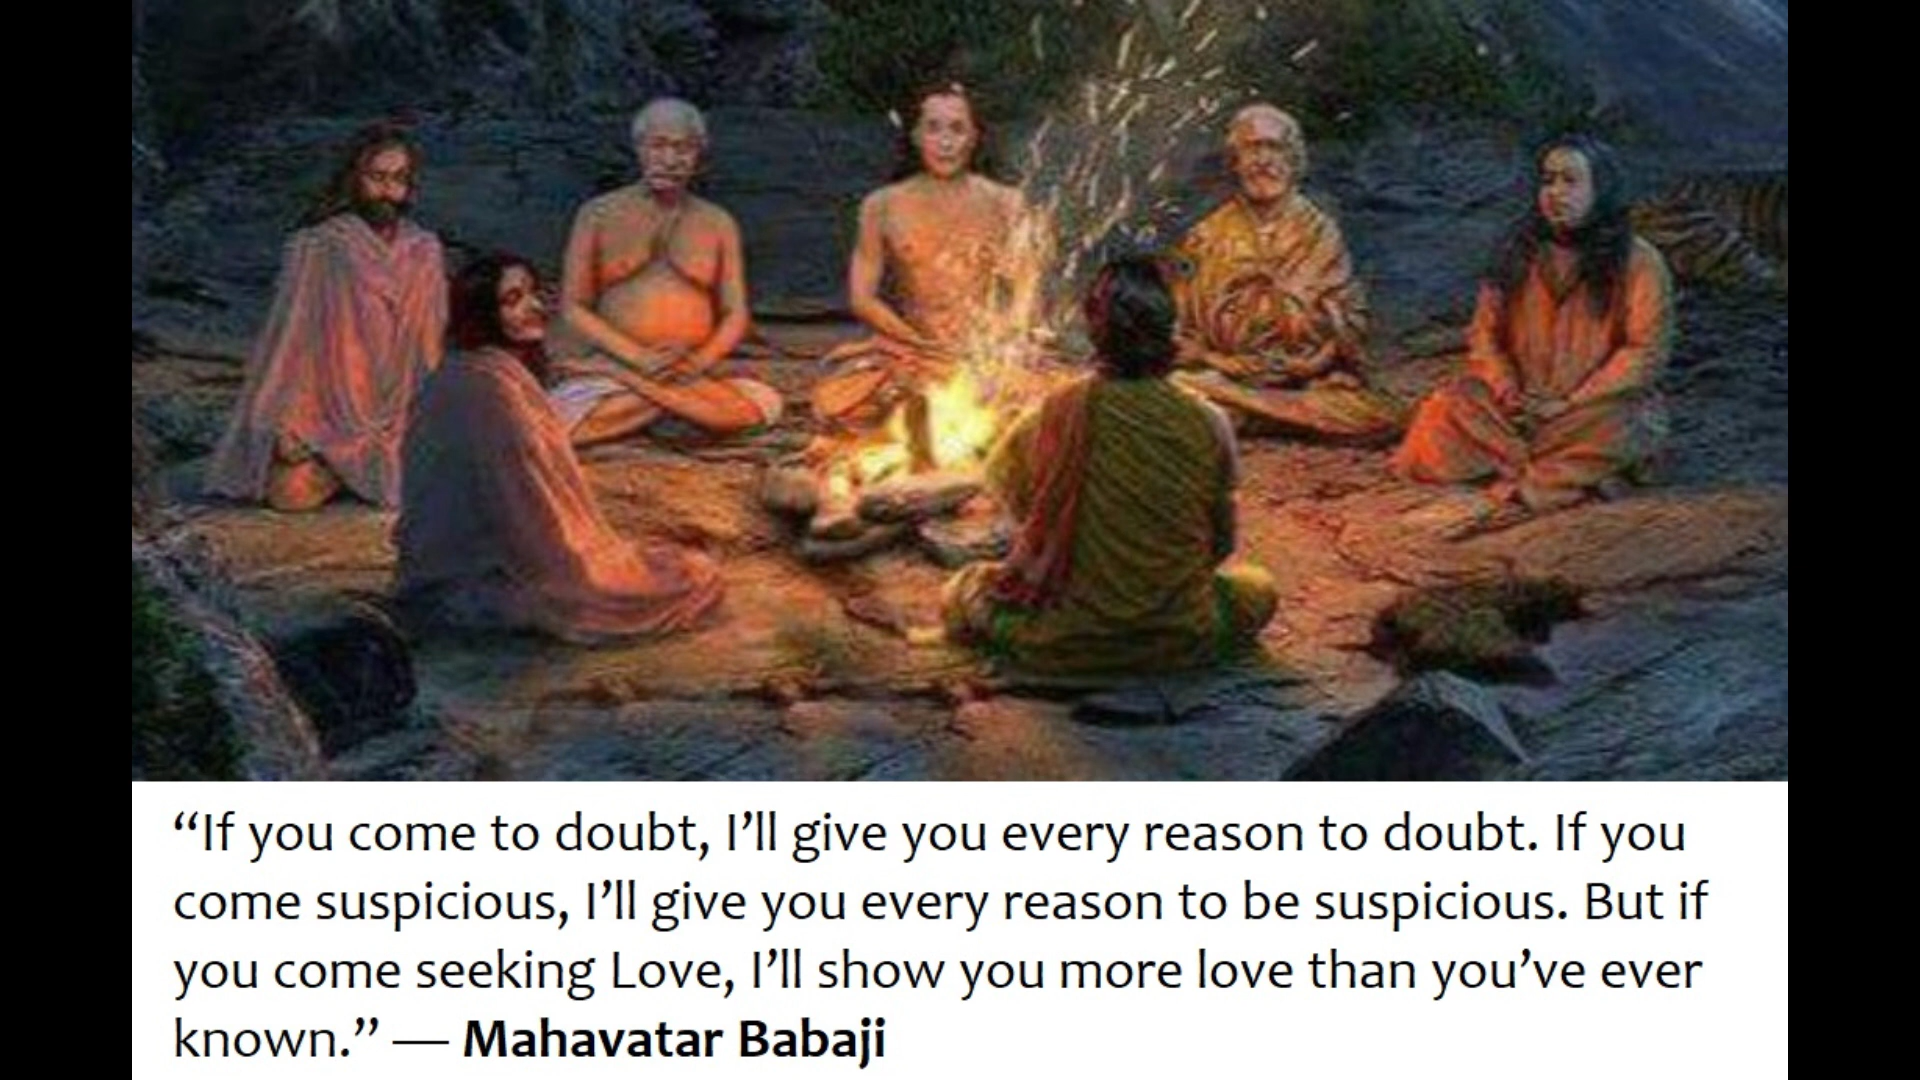 “If you come to doubt, I’ll give you every reason to doubt. If you
come suspicious, I’ll give you every reason to be suspicious. But if
you come seeking Love, I’ll show you more love than you’ve ever
known.” — Mahavatar Babaji